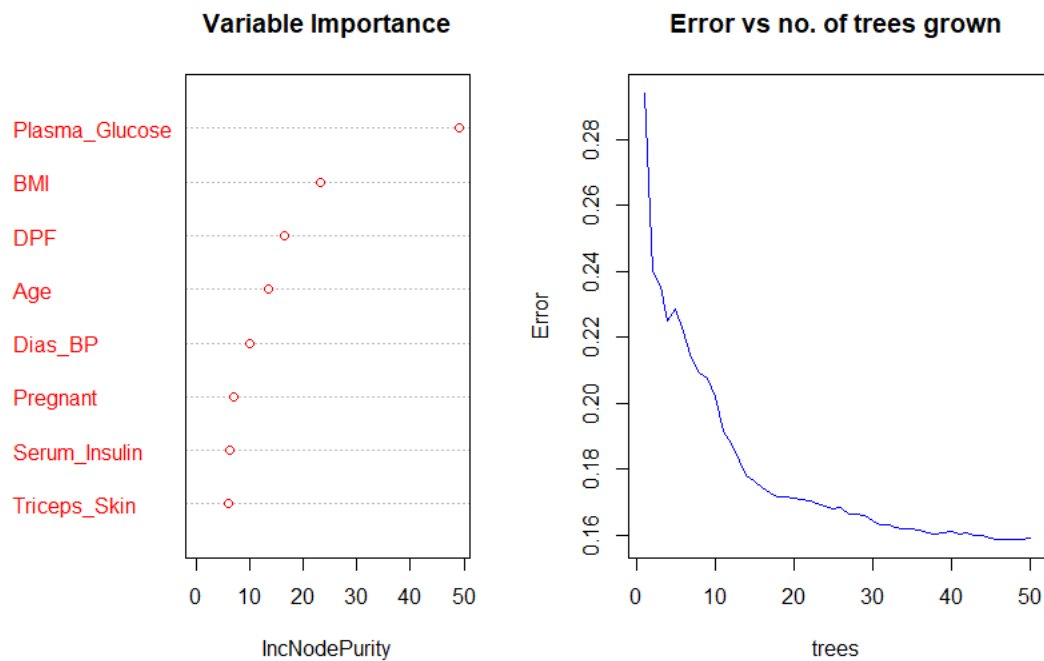 Variable Importance
Plasma_Glucose
BMI
DPF
Age
Dias_BP
Pregnant
Serum_Insulin
Triceps_Skin
0 10 20 30 40 50
IncNodePurity
Error vs no. of trees grown
Error
0.28
0.26
0.24
0.22
0.20
0.18
0.16
0 10 20 30 40 50
trees